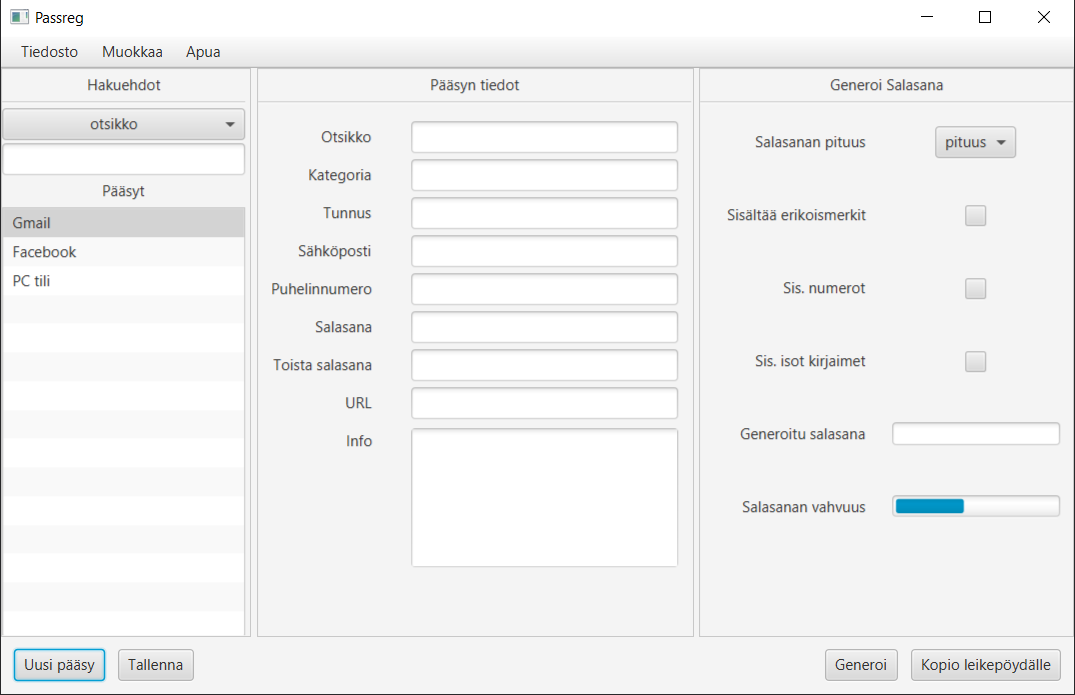 Passreg
Tiedosto Muokkaa Apua
Hakuehdot
otsikko
Pääsyt
Gmail
Facebook
PC tili
Pääsyn tiedot
Otsikko
Kategoria
Tunnus
Sähköposti
Puhelinnumero
Salasana
Toista salasana
URL
Info
Generoi Salasana
Salasanan pituus pituus
Sisältää erikoismerkit
Sis. numerot
Sis. isot kirjaimet
Generoitu salasana
Salasanan vahvuus
Uusi pääsy Tallenna Generoi Kopio leikepöydälle